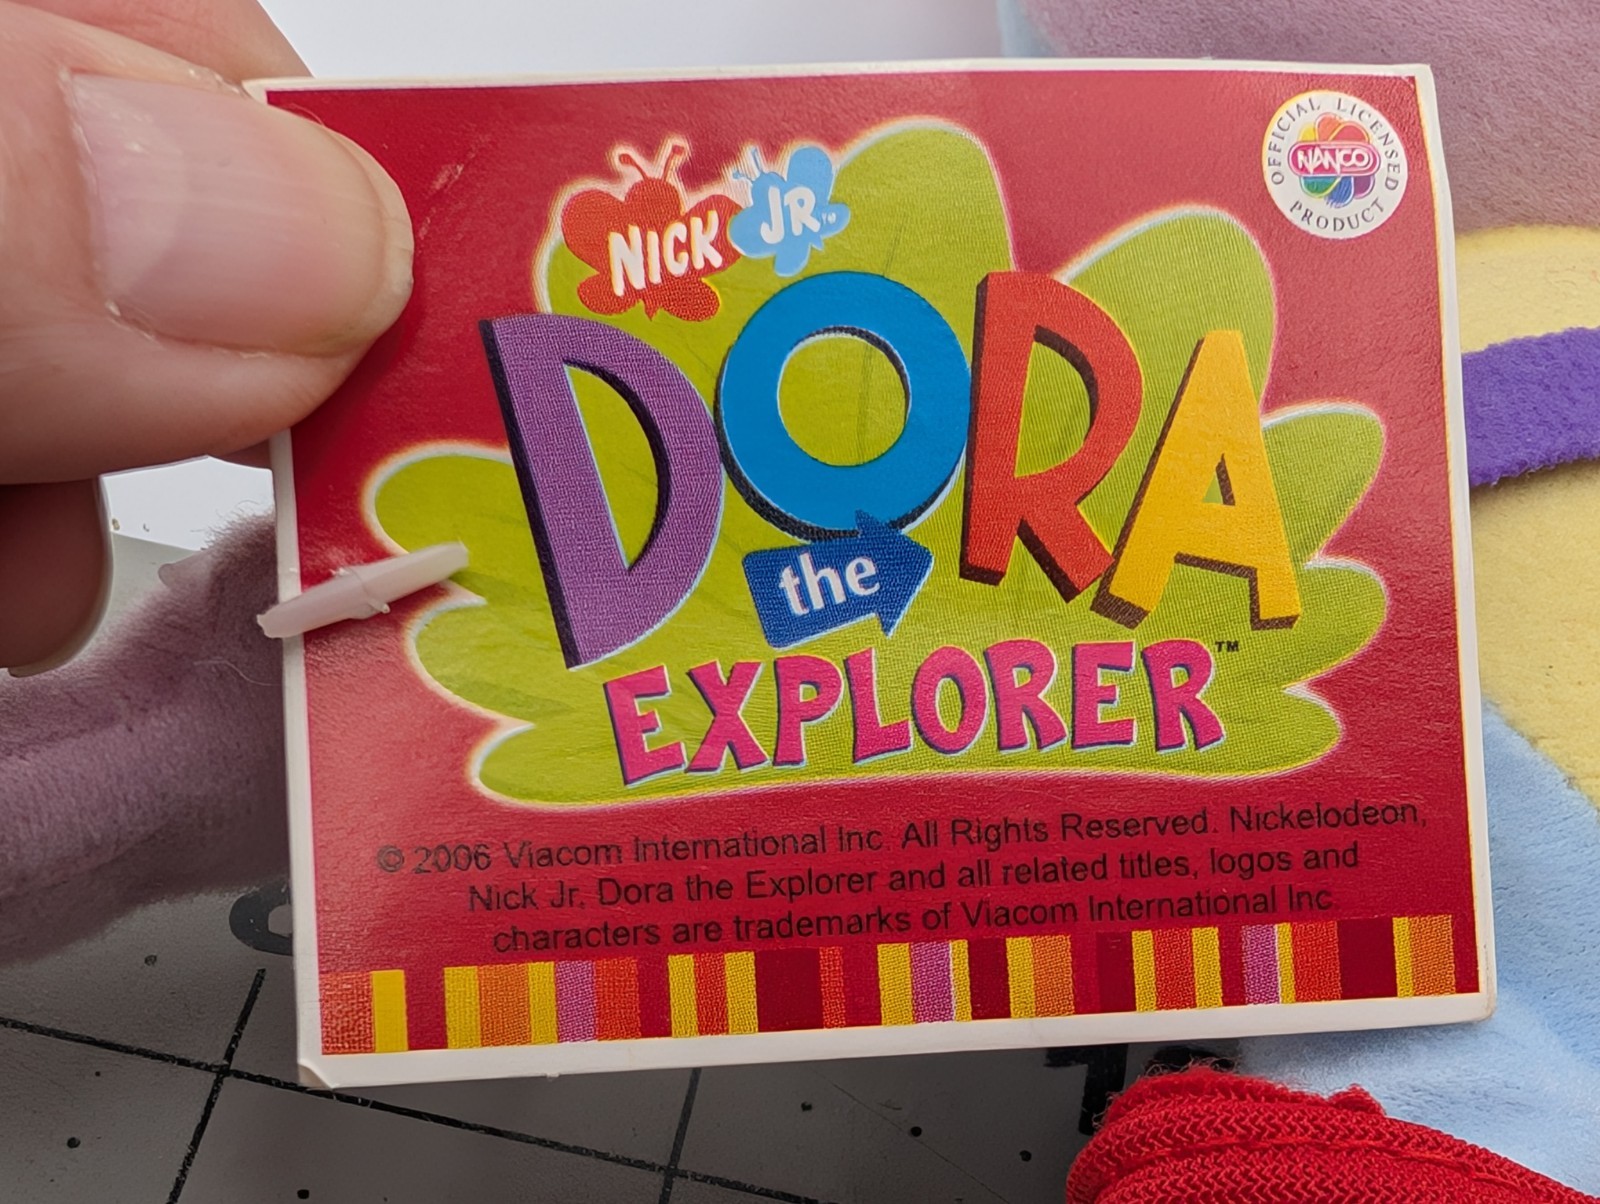 NICK JR.™
OFFICIAL LICENSED
NANCO
PRODUCT
DORA
the
EXPLORER™
© 2006 Viacom International Inc. All Rights Reserved. Nickelodeon,
Nick Jr. Dora the Explorer and all related titles, logos and
characters are trademarks of Viacom International Inc.